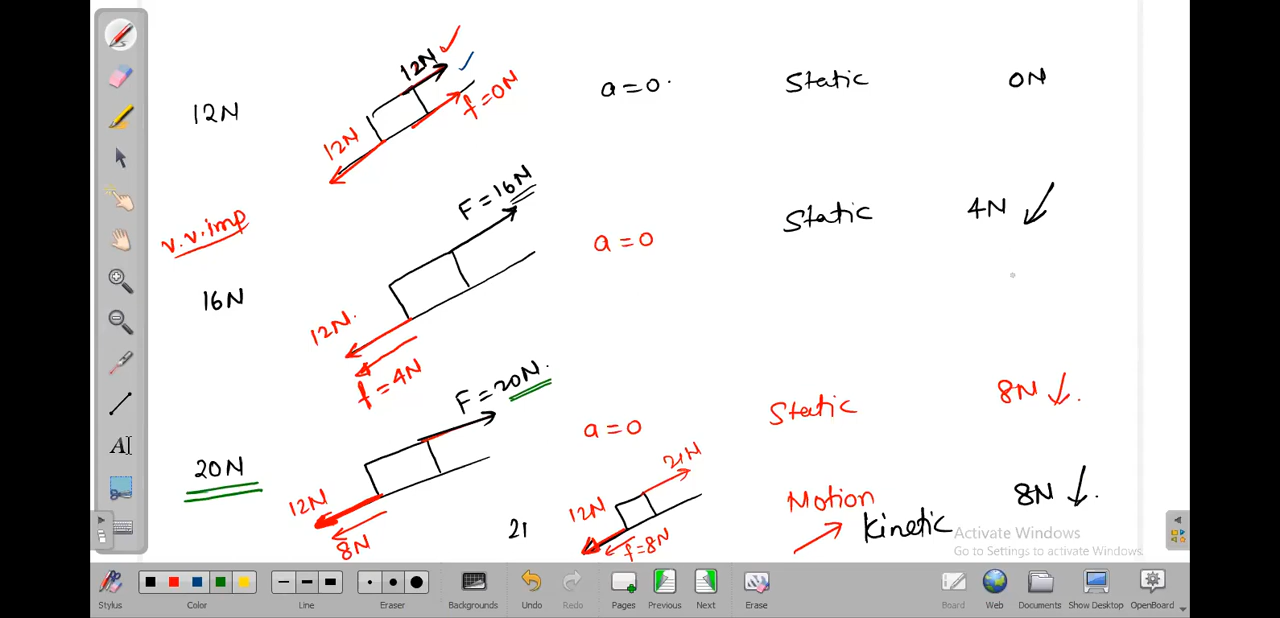 12N 12N 12N f=0N a=0. Static 0N
v.v.imp
16N F=16N 12N. f=4N a=0 Static 4N
20N F=20N. 12N 8N a=0 Static 8N
21 21N 12N f=8N Motion Kinetic 8N
A
Activate Windows
Go to Settings to activate Windows.
Stylus Color Line Eraser Backgrounds Undo Redo Pages Previous Next Erase Board Web Documents Show Desktop OpenBoard